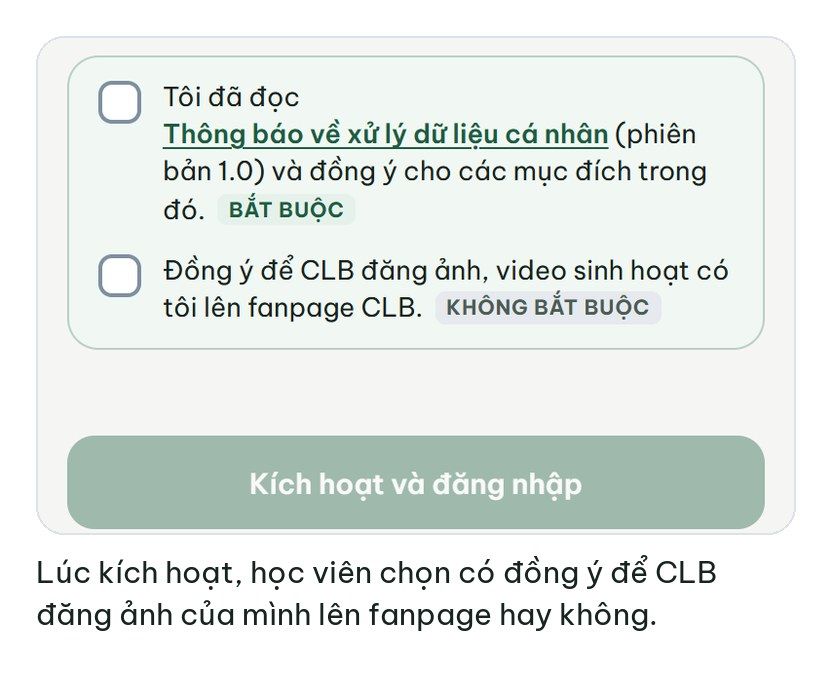 Tôi đã đọc
Thông báo về xử lý dữ liệu cá nhân (phiên
bản 1.0) và đồng ý cho các mục đích trong
đó. BẮT BUỘC
Đồng ý để CLB đăng ảnh, video sinh hoạt có
tôi lên fanpage CLB. KHÔNG BẮT BUỘC
Kích hoạt và đăng nhập
Lúc kích hoạt, học viên chọn có đồng ý để CLB
đăng ảnh của mình lên fanpage hay không.